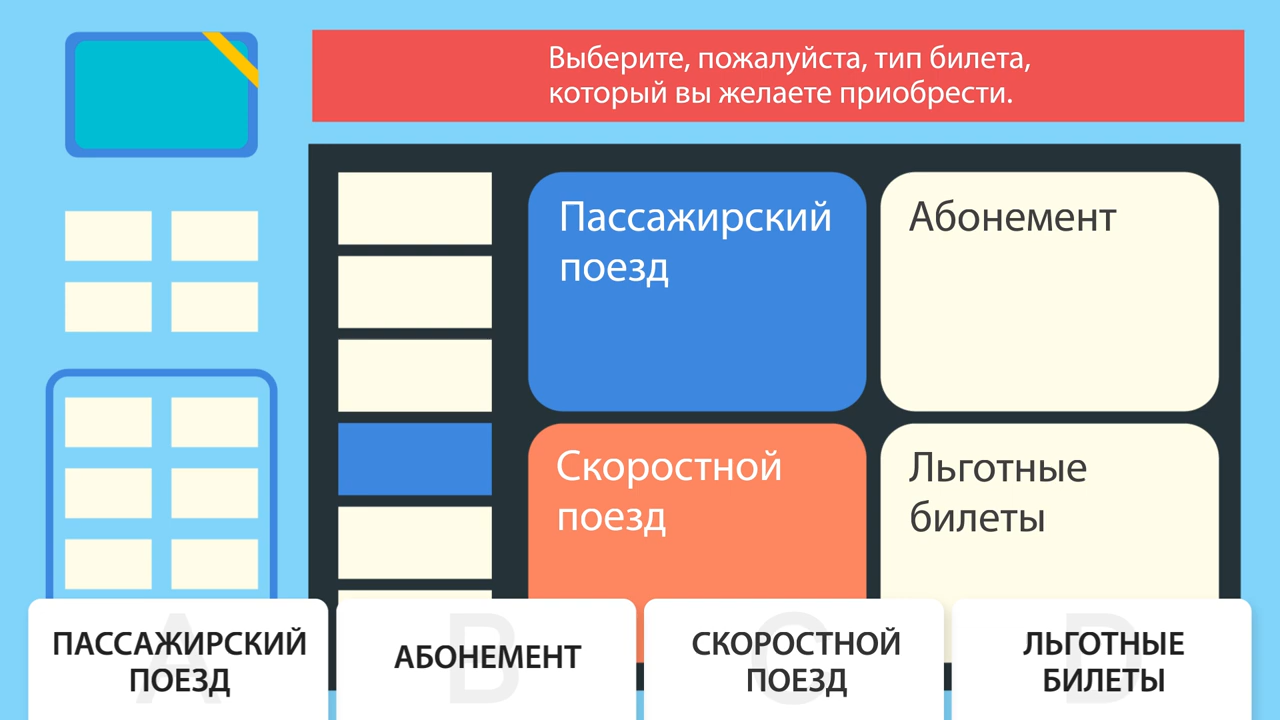 Выберите, пожалуйста, тип билета,
который вы желаете приобрести.
Пассажирский
поезд
Абонемент
Скоростной
поезд
Льготные
билеты
A
ПАССАЖИРСКИЙ
ПОЕЗД
B
АБОНЕМЕНТ
C
СКОРОСТНОЙ
ПОЕЗД
D
ЛЬГОТНЫЕ
БИЛЕТЫ